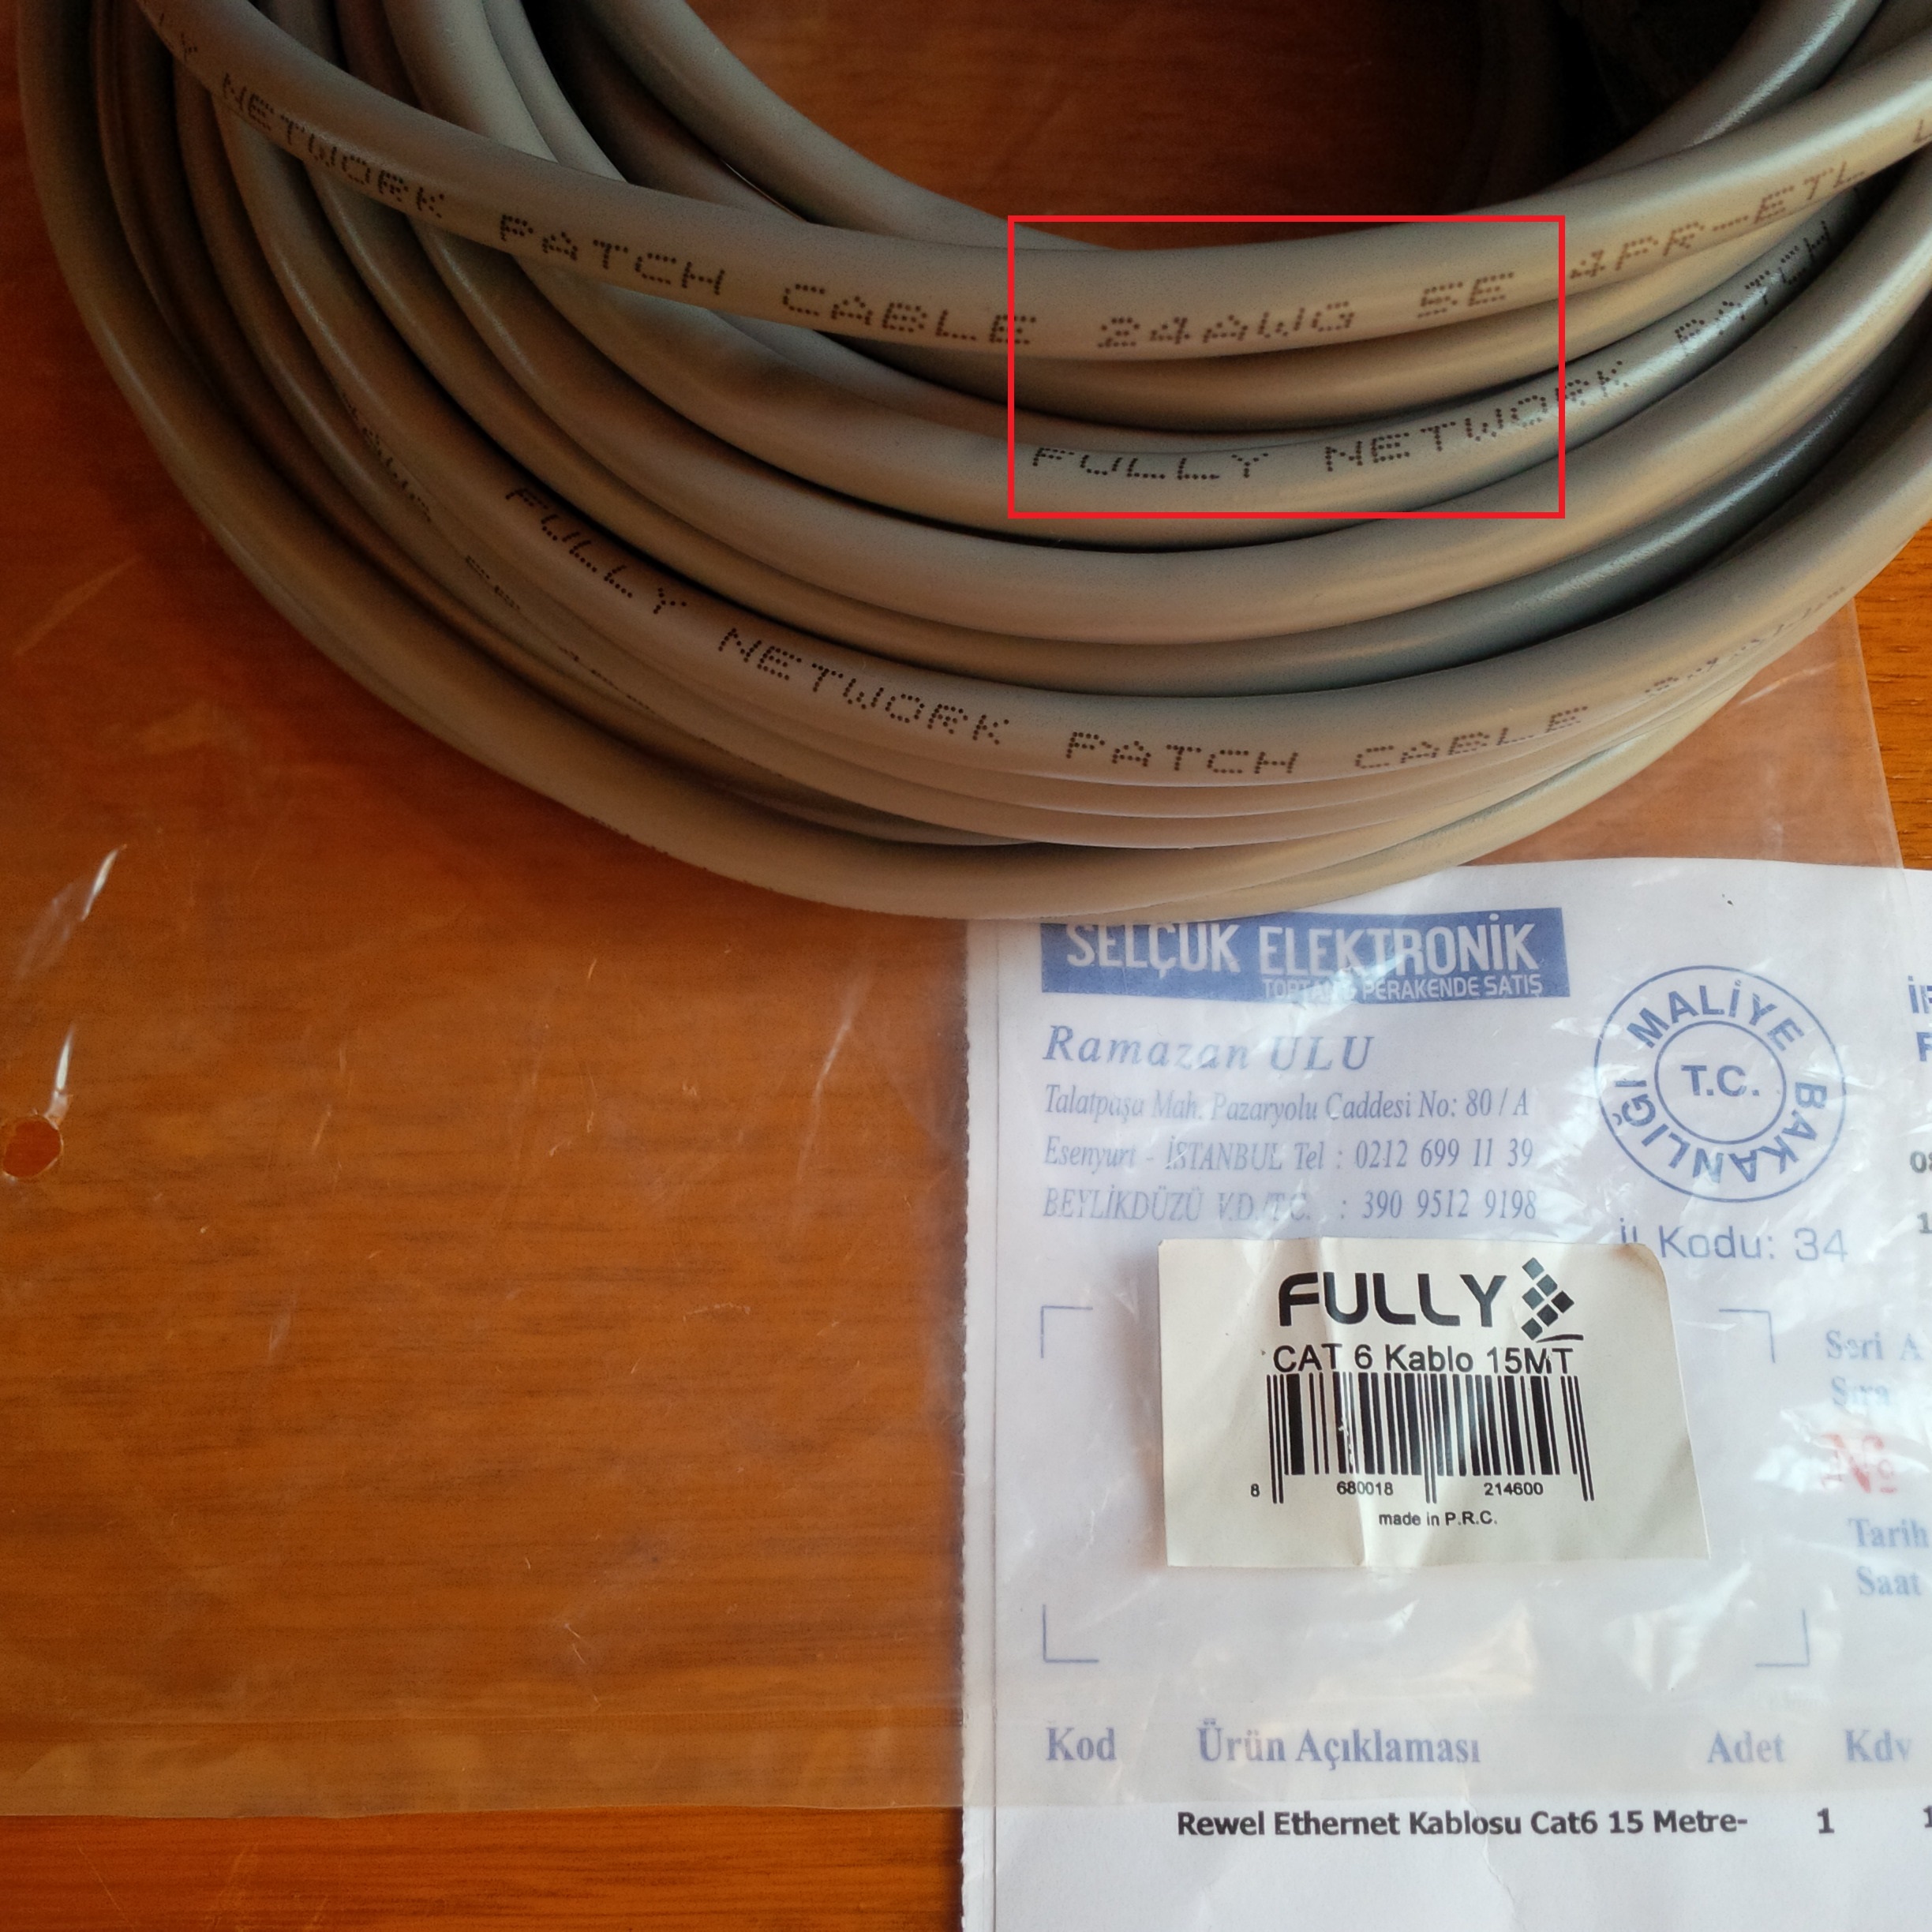 NETWORK PATCH CABLE 24AWG 5E 4PR-ETL
FULLY NETWORK PATCH
FULLY NETWORK PATCH CABLE
SELÇUK ELEKTRONİK
TOPTAN & PERAKENDE SATIŞ
Ramazan ULU
Talatpaşa Mah. Pazaryolu Caddesi No: 80 / A
Esenyurt - İSTANBUL Tel : 0212 699 11 39
BEYLİKDÜZÜ V.D./T.C. : 390 9512 9198
MALİYE BAKANLIĞI
T.C.
İL Kodu: 34
FULLY
CAT 6 Kablo 15MT
8 680018 214600
made in P.R.C.
Seri A
Sıra
No
Tarih
Saat
Kod Ürün Açıklaması Adet Kdv
Rewel Ethernet Kablosu Cat6 15 Metre- 1